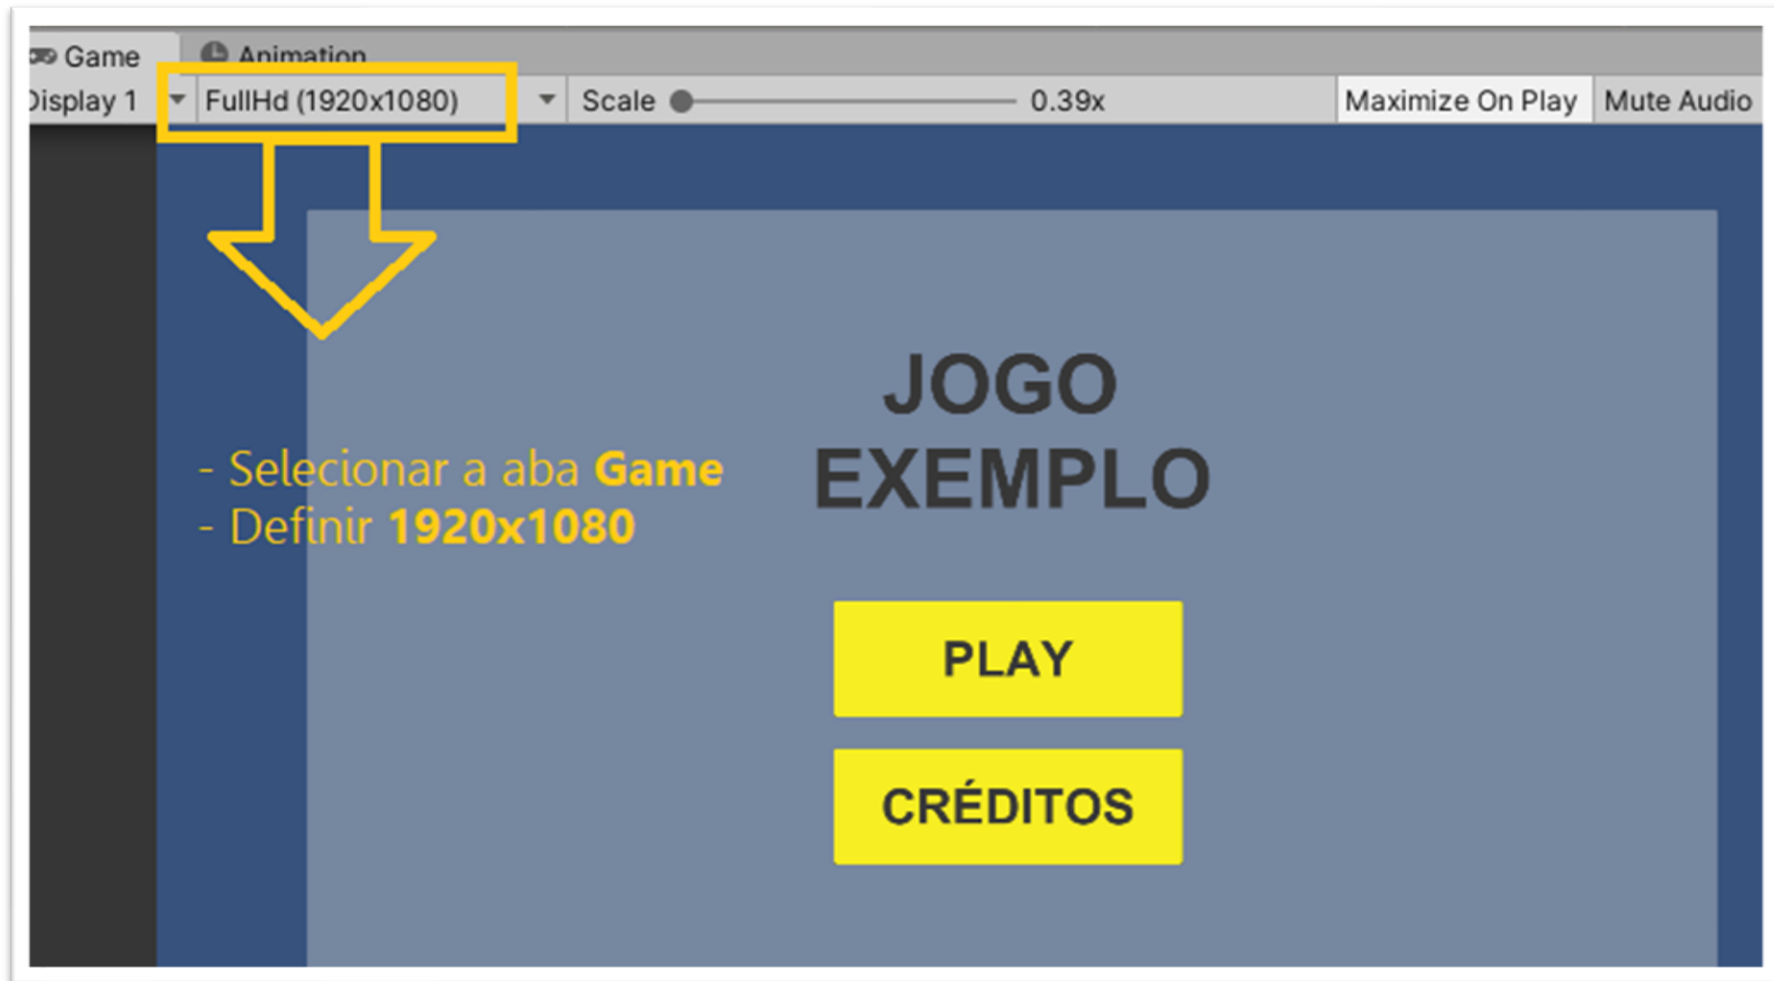 Game Animation
Display 1 FullHd (1920x1080) Scale 0.39x Maximize On Play Mute Audio
JOGO
EXEMPLO
- Selecionar a aba Game
- Definir 1920x1080
PLAY
CRÉDITOS